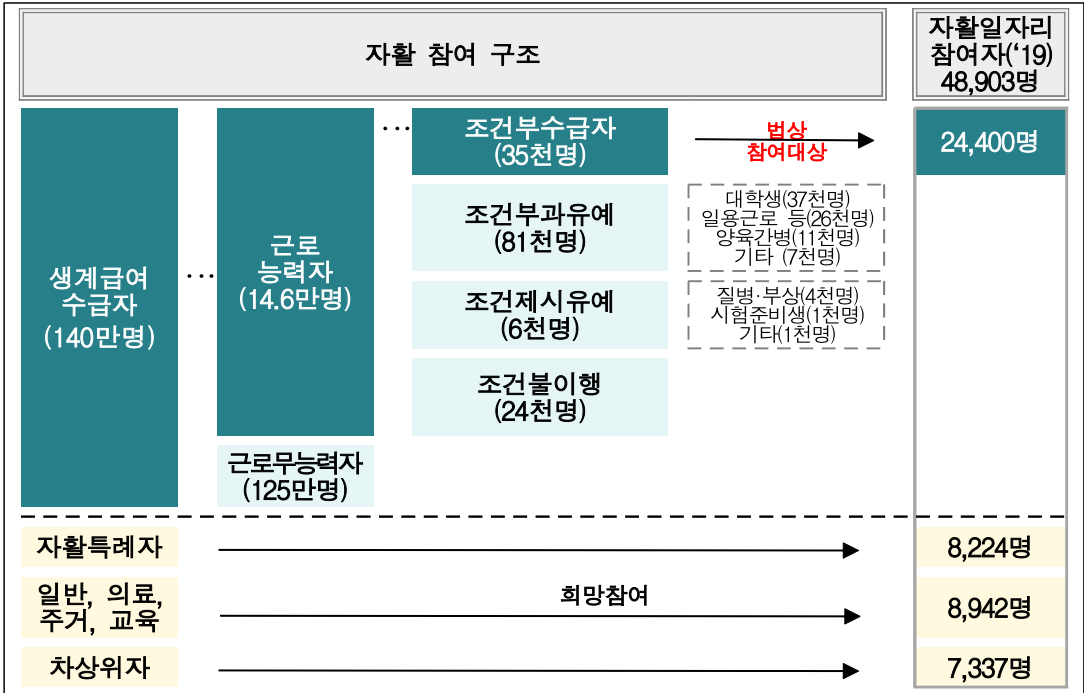 자활 참여 구조
자활일자리
참여자(‘19)
48,903명
생계급여
수급자
(140만명)
…
근로
능력자
(14.6만명)
근로무능력자
(125만명)
…
조건부수급자
(35천명)
법상
참여대상
24,400명
조건부과유예
(81천명)
대학생(37천명)
일용근로 등(26천명)
양육간병(11천명)
기타 (7천명)
조건제시유예
(6천명)
질병·부상(4천명)
시험준비생(1천명)
기타(1천명)
조건불이행
(24천명)
자활특례자
8,224명
일반, 의료,
주거, 교육
희망참여
8,942명
차상위자
7,337명